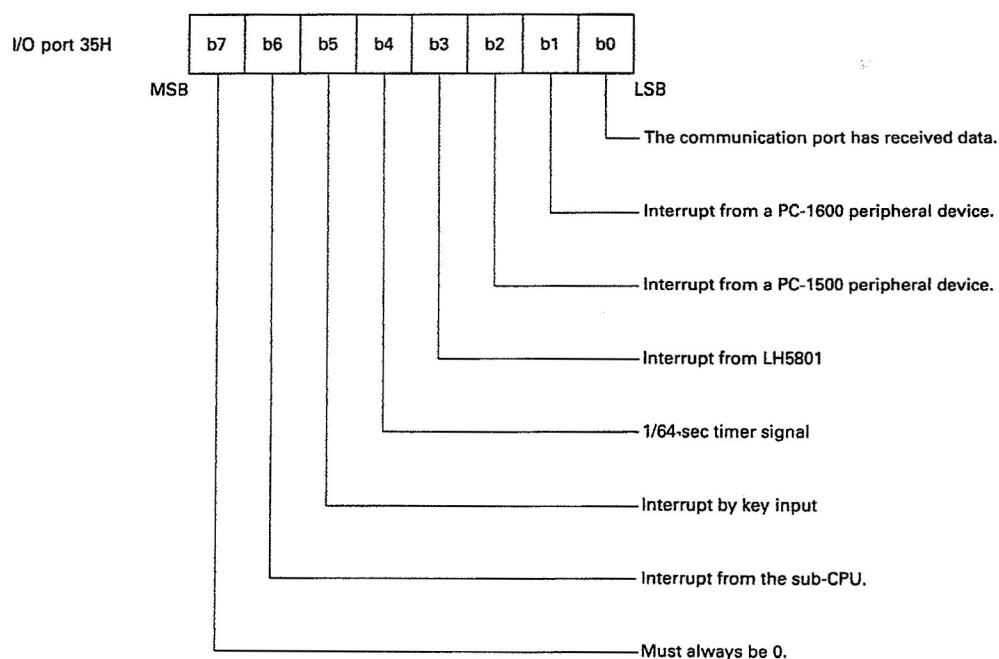 I/O port 35H
b7 b6 b5 b4 b3 b2 b1 b0
MSB LSB
The communication port has received data.
Interrupt from a PC-1600 peripheral device.
Interrupt from a PC-1500 peripheral device.
Interrupt from LH5801
1/64-sec timer signal
Interrupt by key input
Interrupt from the sub-CPU.
Must always be 0.